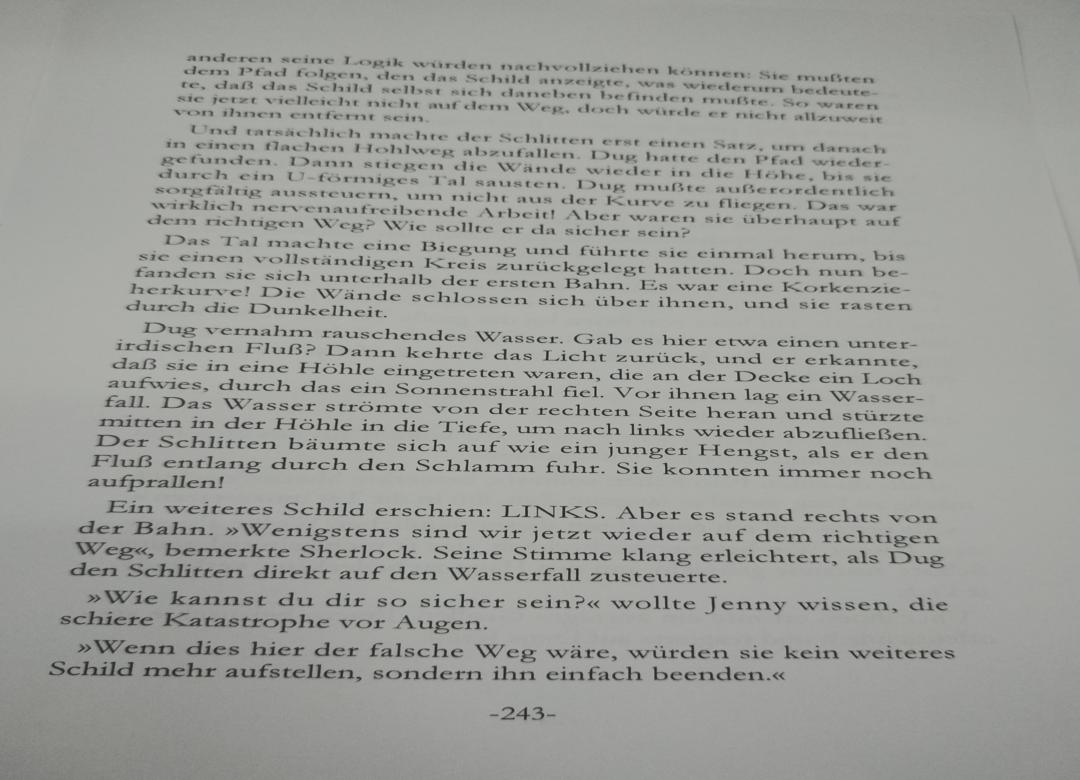 anderen seine Logik würden nachvollziehen können: Sie mußten
dem Pfad folgen, den das Schild anzeigte, was wiederum bedeute-
te, daß das Schild selbst sich daneben befinden mußte. So waren
sie jetzt vielleicht nicht auf dem Weg, doch würde er nicht allzuweit
von ihnen entfernt sein.
Und tatsächlich machte der Schlitten erst einen Satz, um danach
in einen flachen Hohlweg abzufallen. Dug hatte den Pfad wieder-
gefunden. Dann stiegen die Wände wieder in die Höhe, bis sie
durch ein U-förmiges Tal sausten. Dug mußte außerordentlich
sorgfältig aussteuern, um nicht aus der Kurve zu fliegen. Das war
wirklich nervenaufreibende Arbeit! Aber waren sie überhaupt auf
dem richtigen Weg? Wie sollte er da sicher sein?
Das Tal machte eine Biegung und führte sie einmal herum, bis
sie einen vollständigen Kreis zurückgelegt hatten. Doch nun be-
fanden sie sich unterhalb der ersten Bahn. Es war eine Korkenzie-
herkurve! Die Wände schlossen sich über ihnen, und sie rasten
durch die Dunkelheit.
Dug vernahm rauschendes Wasser. Gab es hier etwa einen unter-
irdischen Fluß? Dann kehrte das Licht zurück, und er erkannte,
daß sie in eine Höhle eingetreten waren, die an der Decke ein Loch
aufwies, durch das ein Sonnenstrahl fiel. Vor ihnen lag ein Wasser-
fall. Das Wasser strömte von der rechten Seite heran und stürzte
mitten in der Höhle in die Tiefe, um nach links wieder abzufließen.
Der Schlitten bäumte sich auf wie ein junger Hengst, als er den
Fluß entlang durch den Schlamm fuhr. Sie konnten immer noch
aufprallen!
Ein weiteres Schild erschien: LINKS. Aber es stand rechts von
der Bahn. »Wenigstens sind wir jetzt wieder auf dem richtigen
Weg«, bemerkte Sherlock. Seine Stimme klang erleichtert, als Dug
den Schlitten direkt auf den Wasserfall zusteuerte.
»Wie kannst du dir so sicher sein?« wollte Jenny wissen, die
schiere Katastrophe vor Augen.
»Wenn dies hier der falsche Weg wäre, würden sie kein weiteres
Schild mehr aufstellen, sondern ihn einfach beenden.«
-243-